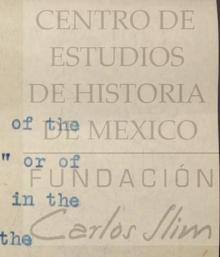 CENTRO DE
ESTUDIOS
DE HISTORIA
of the
DE MEXICO
" or of
FUNDACIÓN
in the
Carlos Slim
the